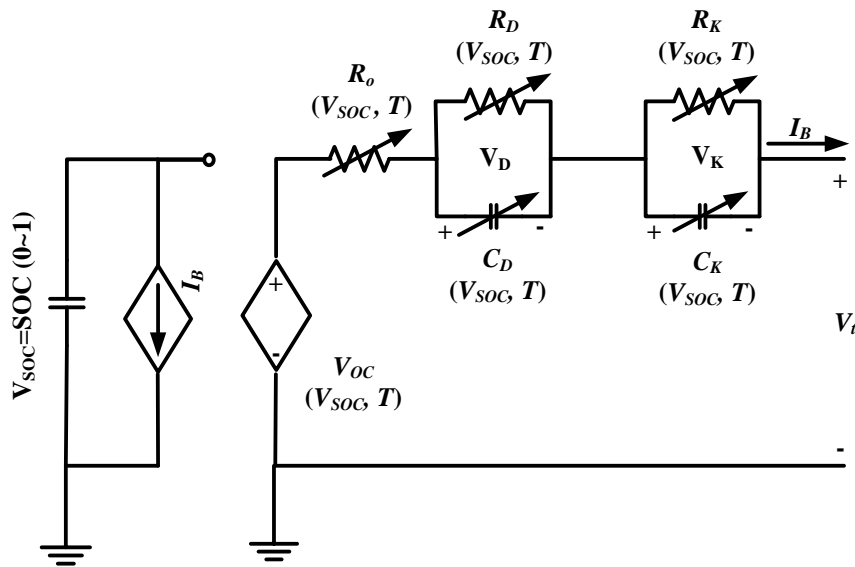 R_D
(V_SOC, T)
R_K
(V_SOC, T)
R_o
(V_SOC, T)
I_B
V_D
V_K
+
+ -
+ -
C_D
(V_SOC, T)
C_K
(V_SOC, T)
V_SOC=SOC (0~1)
I_B
+
-
V_OC
(V_SOC, T)
V_t
-